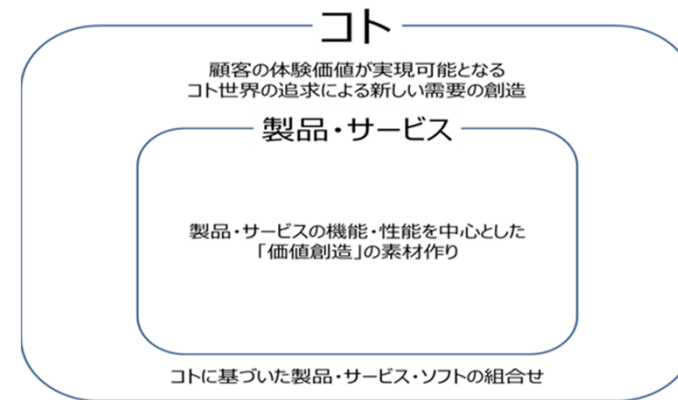 コト
顧客の体験価値が実現可能となる
コト世界の追求による新しい需要の創造
製品・サービス
製品・サービスの機能・性能を中心とした
「価値創造」の素材作り
コトに基づいた製品・サービス・ソフトの組合せ